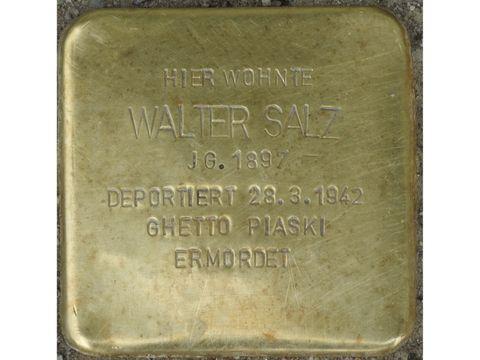 HIER WOHNTE
WALTER SALZ
JG. 1897
DEPORTIERT 28.3.1942
GHETTO PIASKI
ERMORDET